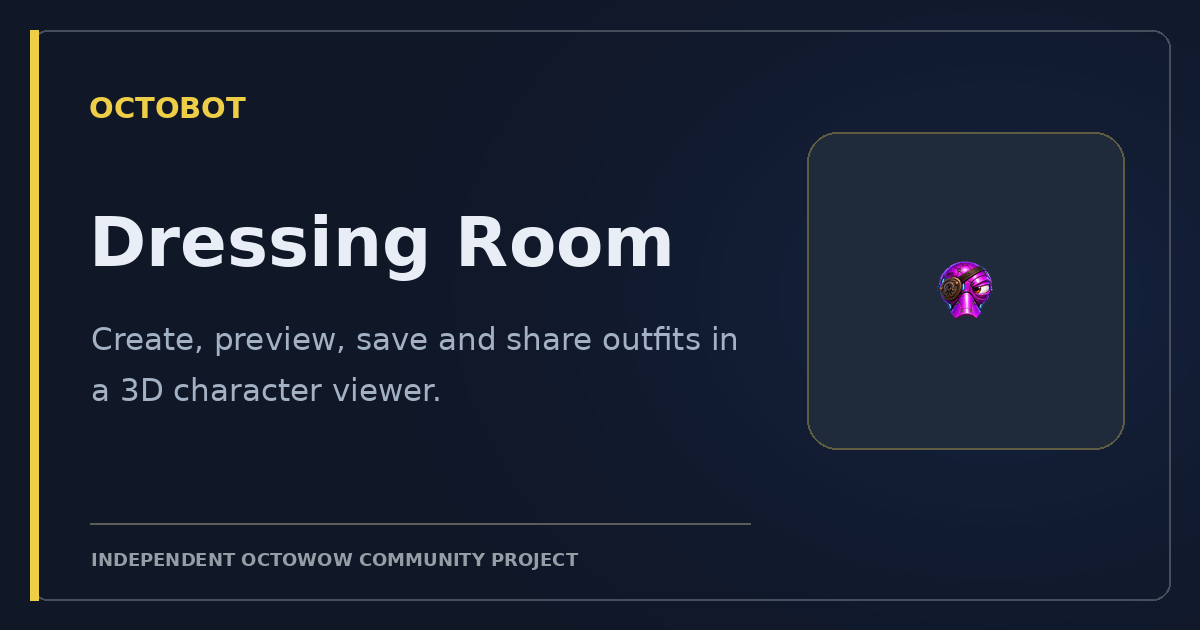 OCTOBOT
Dressing Room
Create, preview, save and share outfits in
a 3D character viewer.
INDEPENDENT OCTOWOW COMMUNITY PROJECT